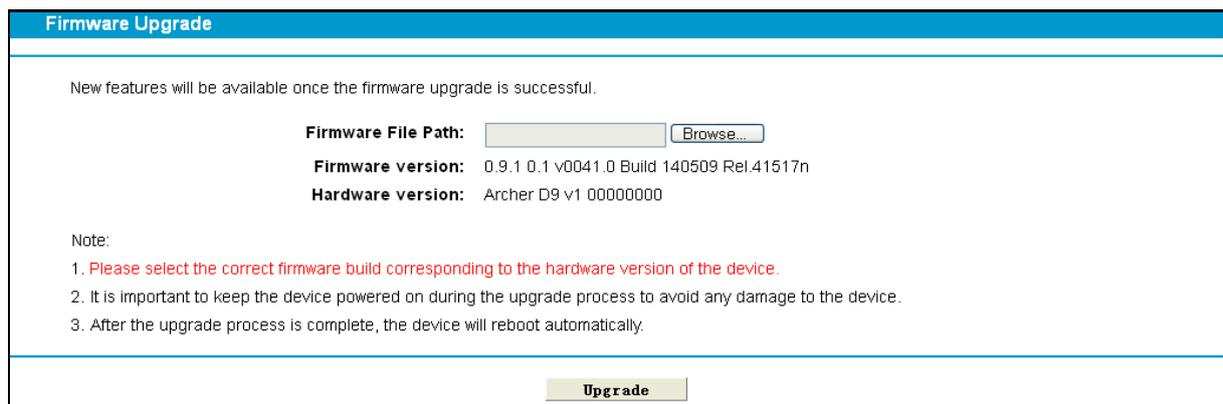 Firmware Upgrade
New features will be available once the firmware upgrade is successful.
Firmware File Path: Browse...
Firmware version: 0.9.1 0.1 v0041.0 Build 140509 Rel.41517n
Hardware version: Archer D9 v1 00000000
Note:
1. Please select the correct firmware build corresponding to the hardware version of the device.
2. It is important to keep the device powered on during the upgrade process to avoid any damage to the device.
3. After the upgrade process is complete, the device will reboot automatically.
Upgrade